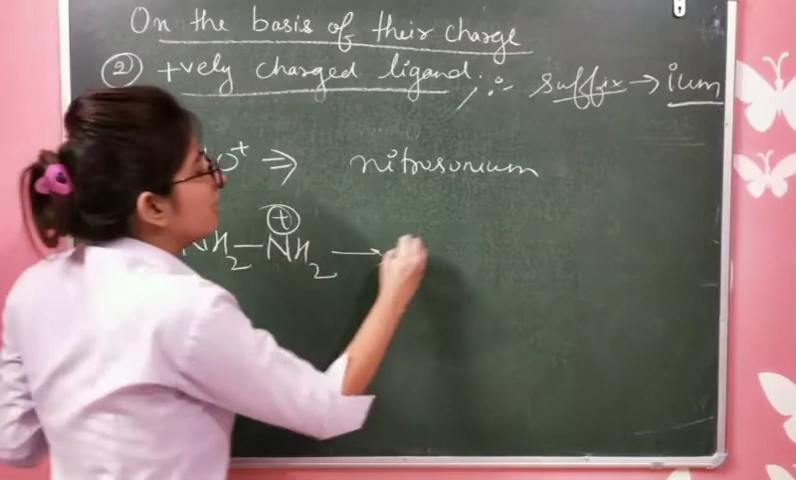 On the basis of their charge
② +vely charged ligand. ∴- suffix → ium
O⁺ ⇒ nitrosonium
NH₂–N⊕H₂ →